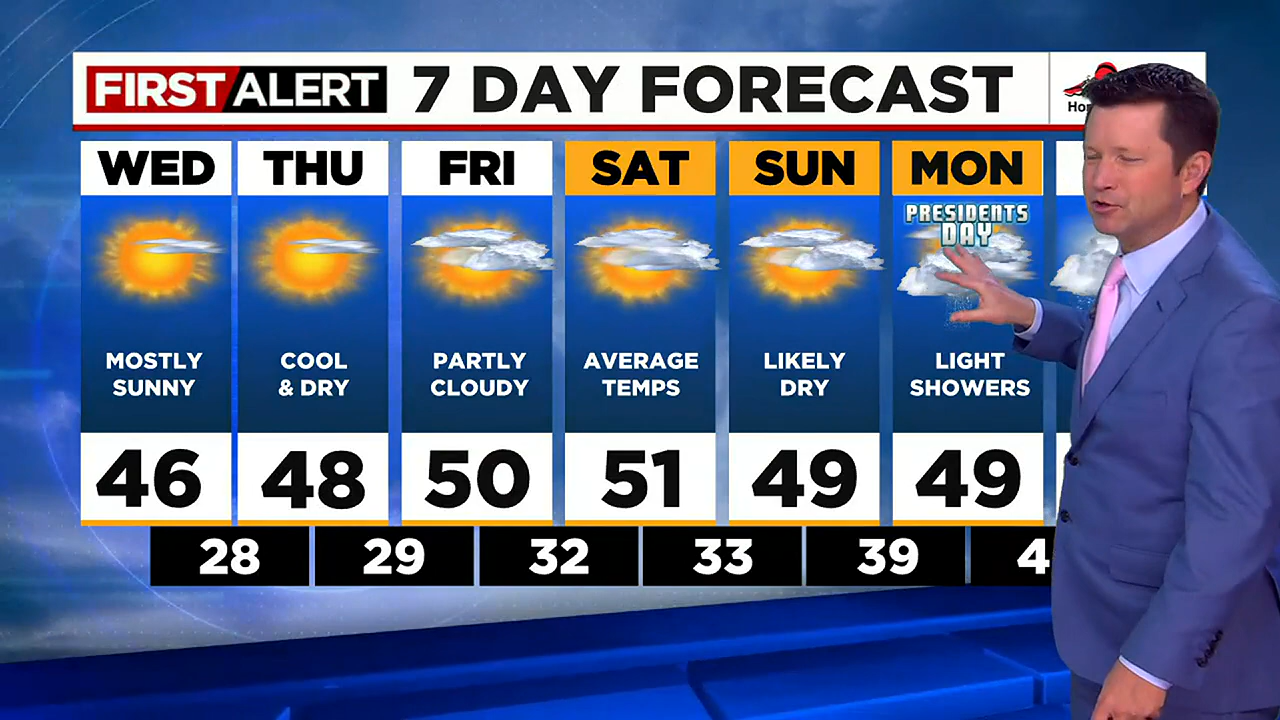 FIRST ALERT 7 DAY FORECAST
WED THU FRI SAT SUN MON
PRESIDENTS
DAY
MOSTLY
SUNNY
COOL
& DRY
PARTLY
CLOUDY
AVERAGE
TEMPS
LIKELY
DRY
LIGHT
SHOWERS
46 48 50 51 49 49
28 29 32 33 39